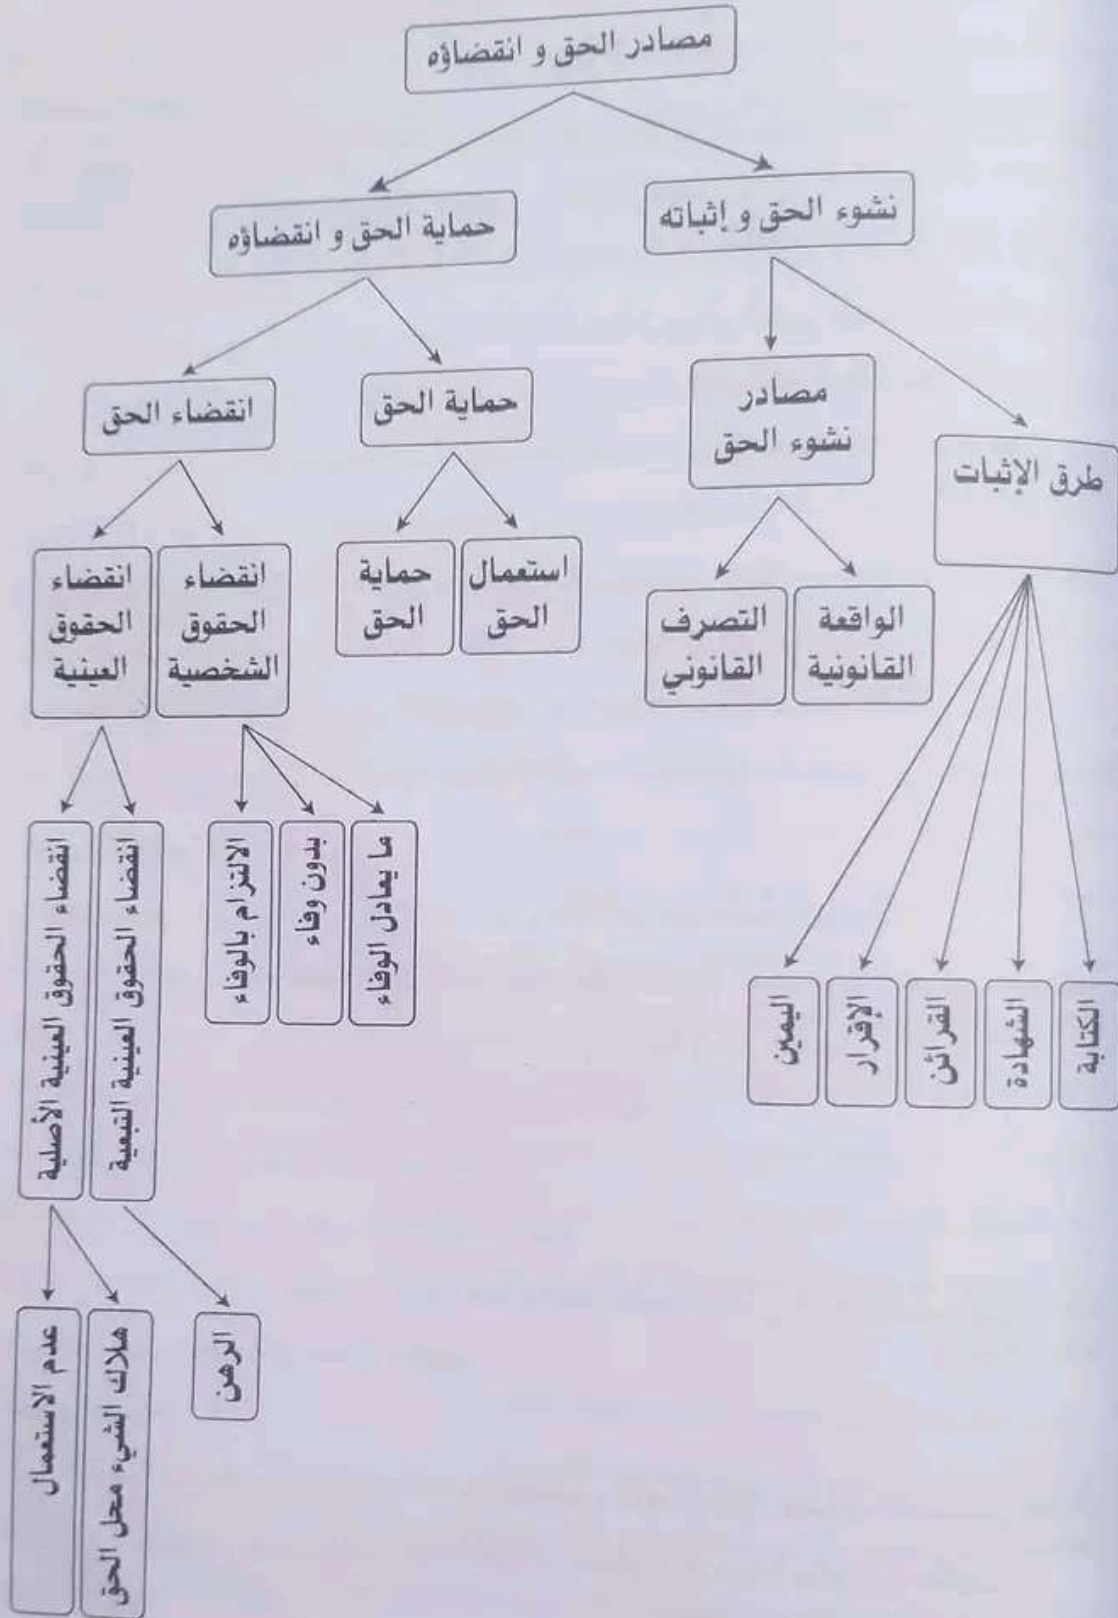 مصادر الحق و انقضاؤه
نشوء الحق و إثباته
حماية الحق و انقضاؤه
طرق الإثبات
مصادر
نشوء الحق
حماية الحق
انقضاء الحق
الواقعة
القانونية
التصرف
القانوني
استعمال
الحق
حماية
الحق
انقضاء
الحقوق
الشخصية
انقضاء
الحقوق
العينية
الكتابة
الشهادة
القرائن
الإقرار
اليمين
ما يعادل الوفاء
بدون وفاء
الالتزام بالوفاء
انقضاء الحقوق العينية التبعية
انقضاء الحقوق العينية الأصلية
الرهن
هلاك الشيء محل الحق
عدم الاستعمال